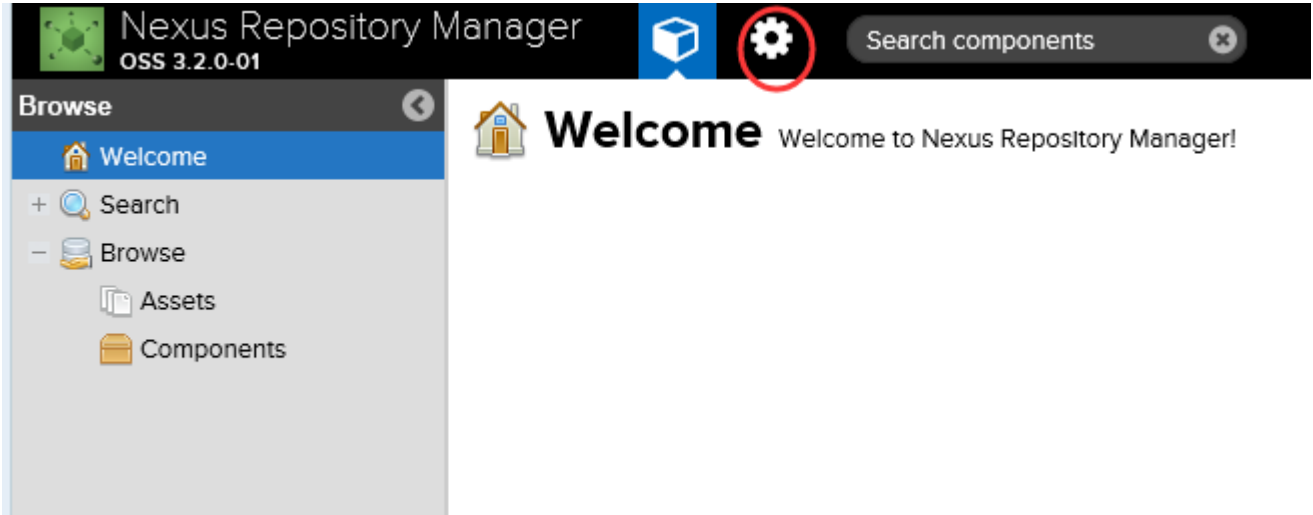 Nexus Repository Manager
OSS 3.2.0-01
Search components
Browse
Welcome
Search
Browse
Assets
Components
Welcome Welcome to Nexus Repository Manager!